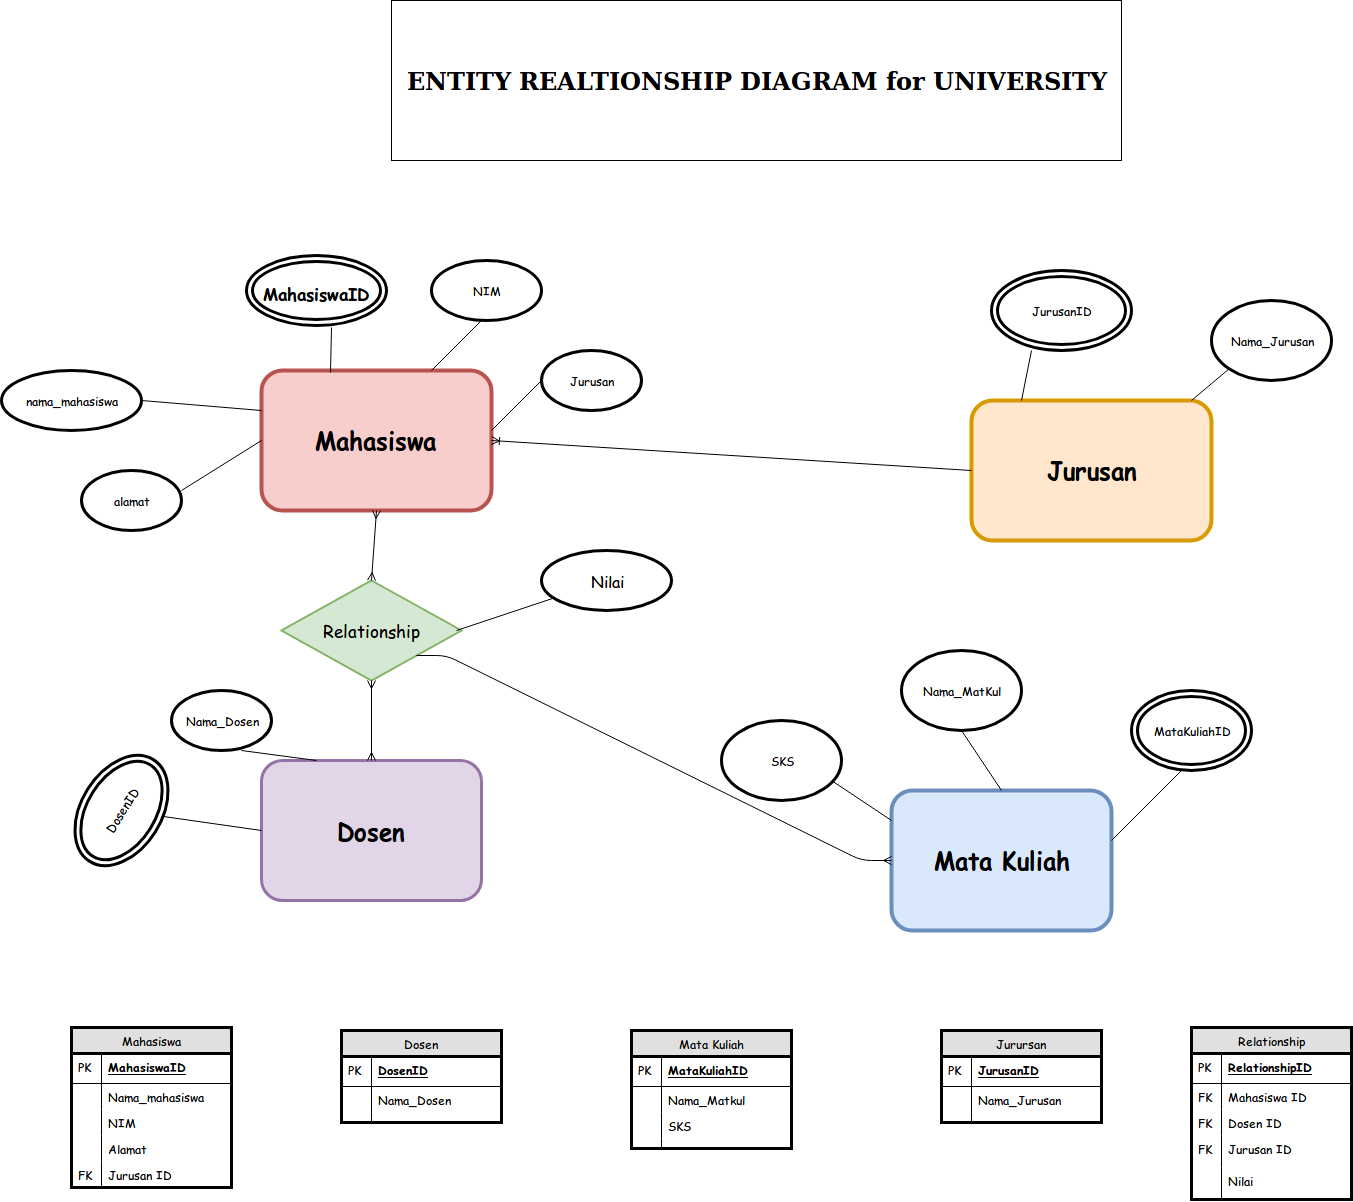 ENTITY REALTIONSHIP DIAGRAM for UNIVERSITY
MahasiswaID
NIM
JurusanID
Nama_Jurusan
Jurusan
nama_mahasiswa
Mahasiswa
Jurusan
alamat
Nilai
Relationship
Nama_MatKul
Nama_Dosen
MataKuliahID
SKS
DosenID
Dosen
Mata Kuliah
Mahasiswa
PK MahasiswaID
Nama_mahasiswa
NIM
Alamat
FK Jurusan ID
Dosen
PK DosenID
Nama_Dosen
Mata Kuliah
PK MataKuliahID
Nama_Matkul
SKS
Jurursan
PK JurusanID
Nama_Jurusan
Relationship
PK RelationshipID
FK Mahasiswa ID
FK Dosen ID
FK Jurusan ID
Nilai